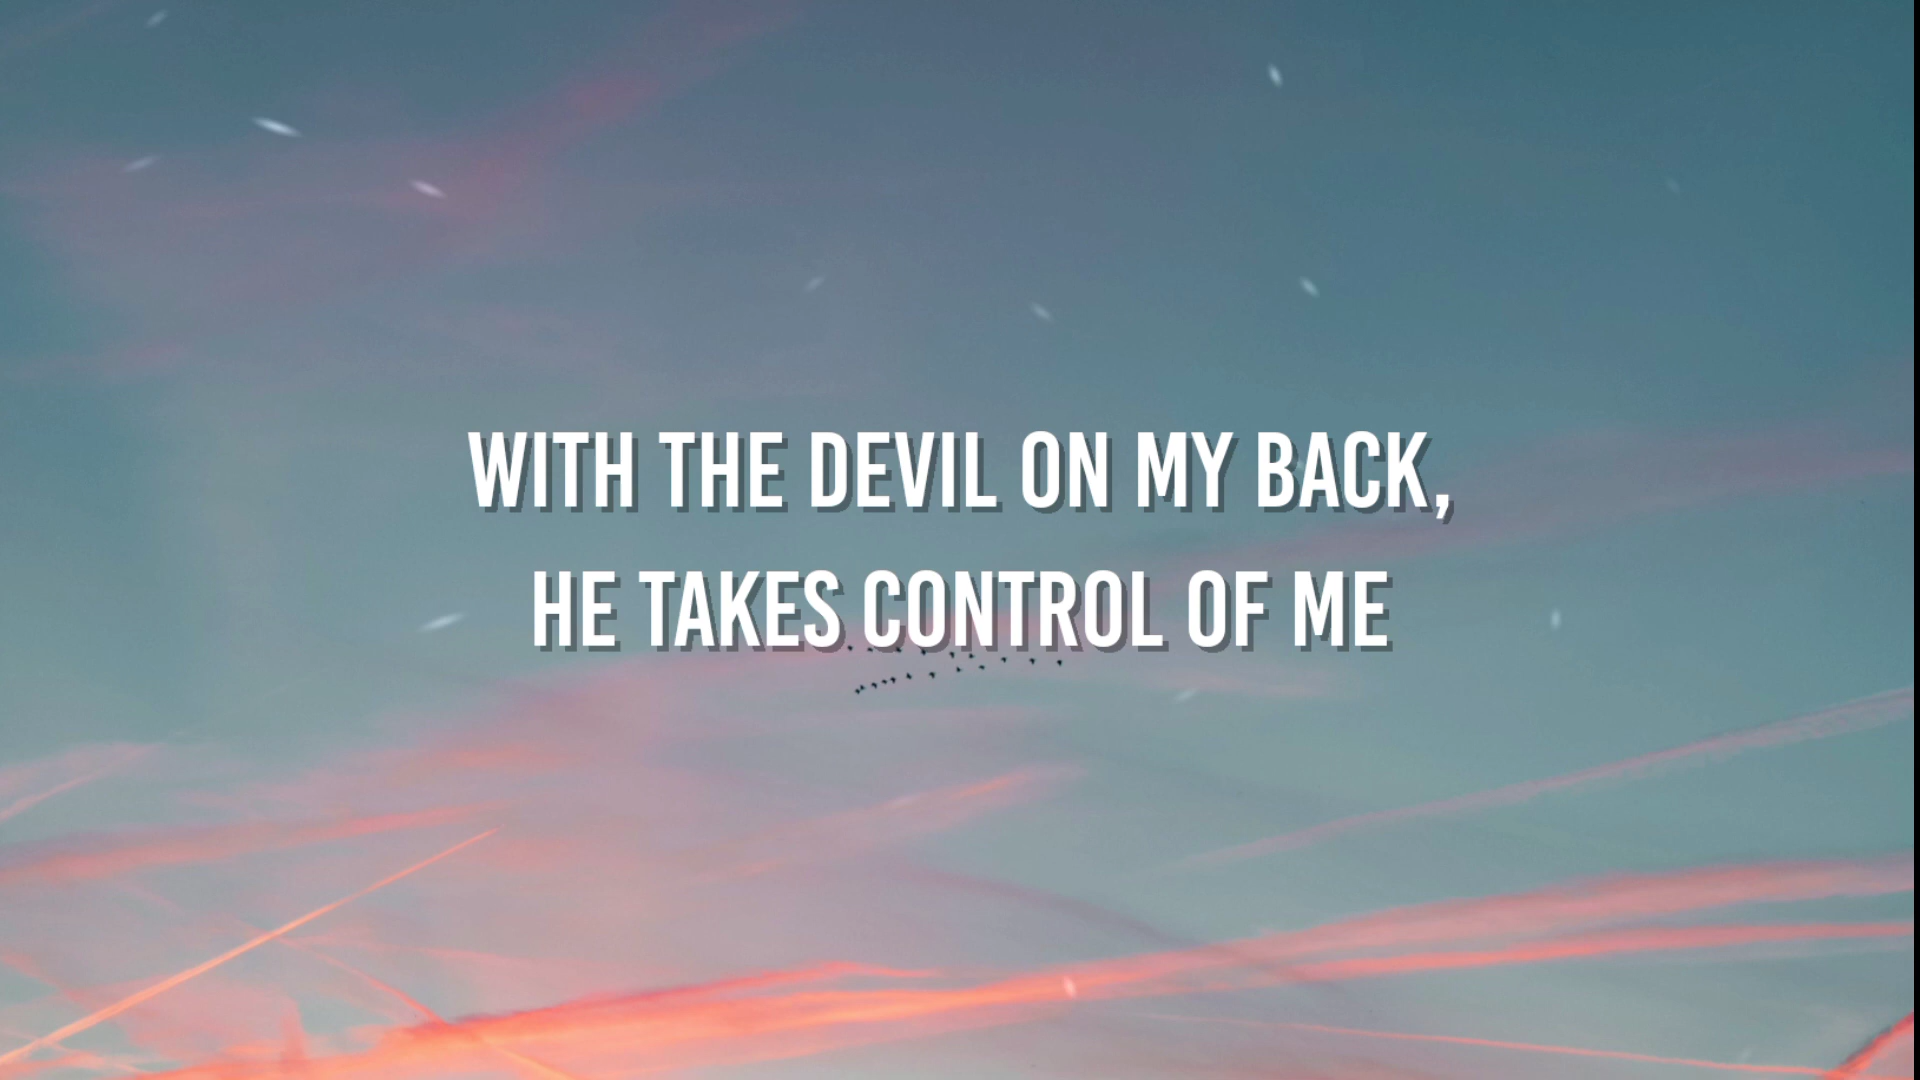 WITH THE DEVIL ON MY BACK,
HE TAKES CONTROL OF ME